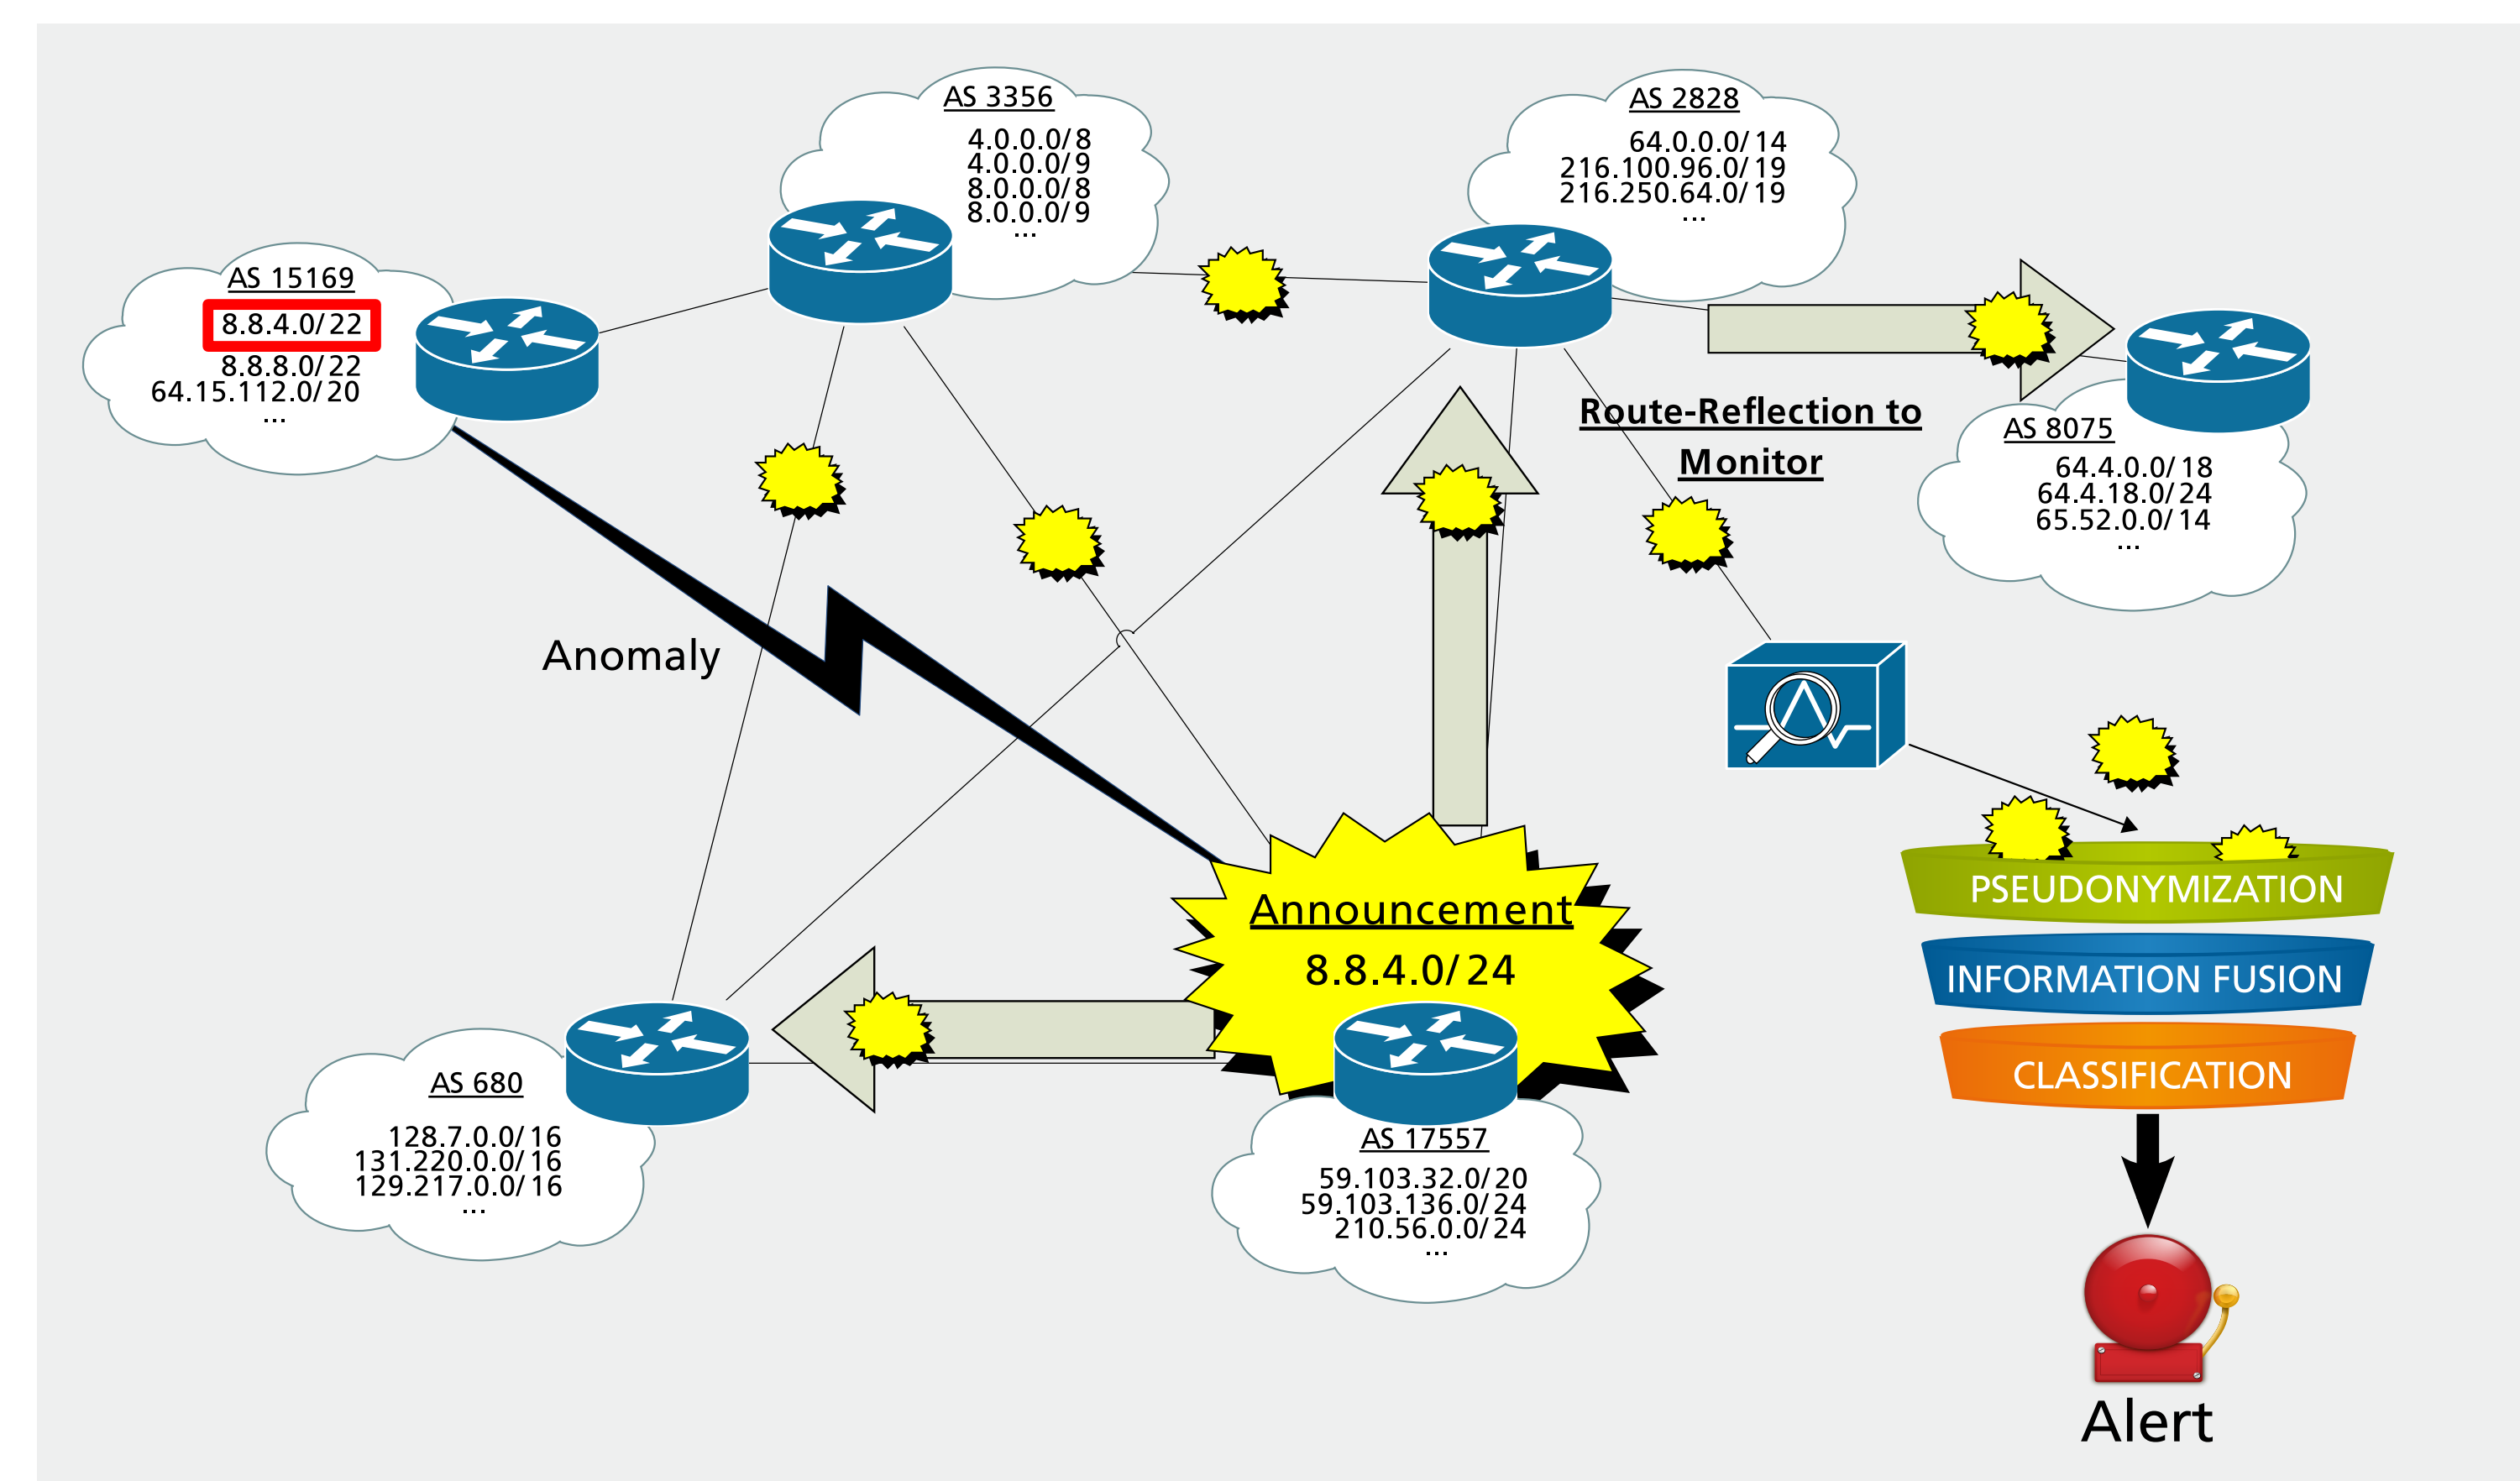 AS 3356
4.0.0.0/8
4.0.0.0/9
8.0.0.0/8
8.0.0.0/9
...
AS 2828
64.0.0.0/14
216.100.96.0/19
216.250.64.0/19
...
AS 15169
8.8.4.0/22
8.8.8.0/22
64.15.112.0/20
...
Route-Reflection to
Monitor
AS 8075
64.4.0.0/18
64.4.18.0/24
65.52.0.0/14
...
Anomaly
Announcement
8.8.4.0/24
PSEUDONYMIZATION
INFORMATION FUSION
CLASSIFICATION
AS 680
128.7.0.0/16
131.220.0.0/16
129.217.0.0/16
...
AS 17557
59.103.32.0/20
59.103.136.0/24
210.56.0.0/24
...
Alert